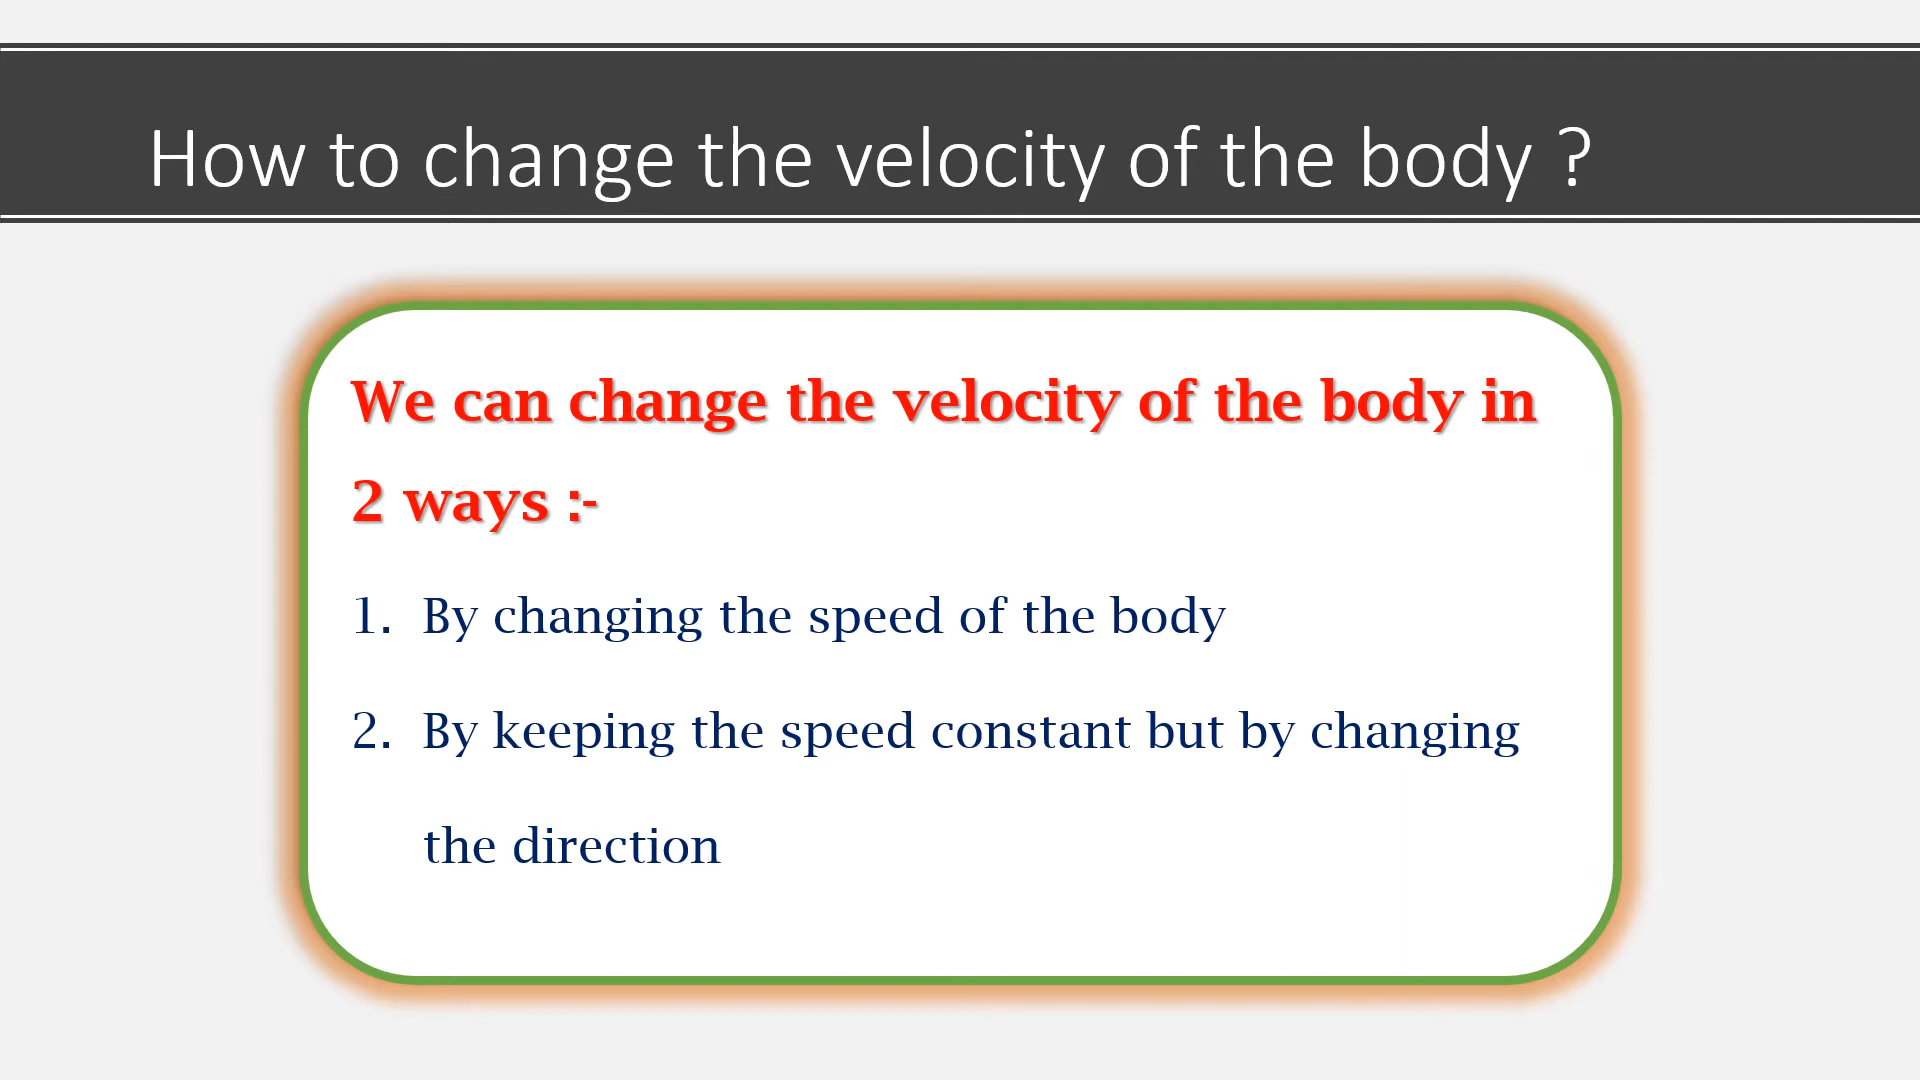 How to change the velocity of the body ?
We can change the velocity of the body in
2 ways :-
1. By changing the speed of the body
2. By keeping the speed constant but by changing
the direction